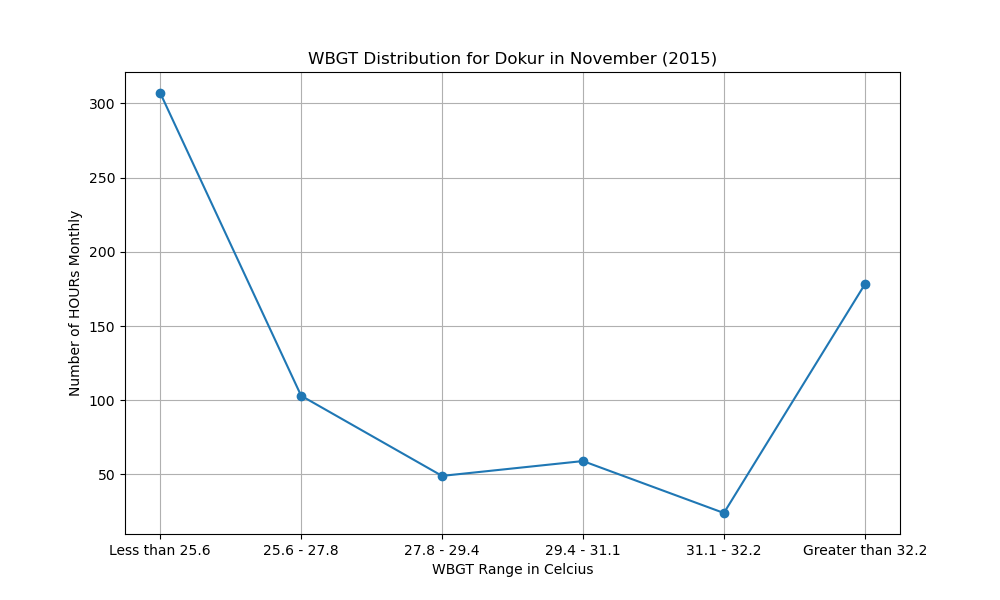 WBGT Distribution for Dokur in November (2015)
Number of HOURs Monthly
300
250
200
150
100
50
Less than 25.6
25.6 - 27.8
27.8 - 29.4
29.4 - 31.1
31.1 - 32.2
Greater than 32.2
WBGT Range in Celcius